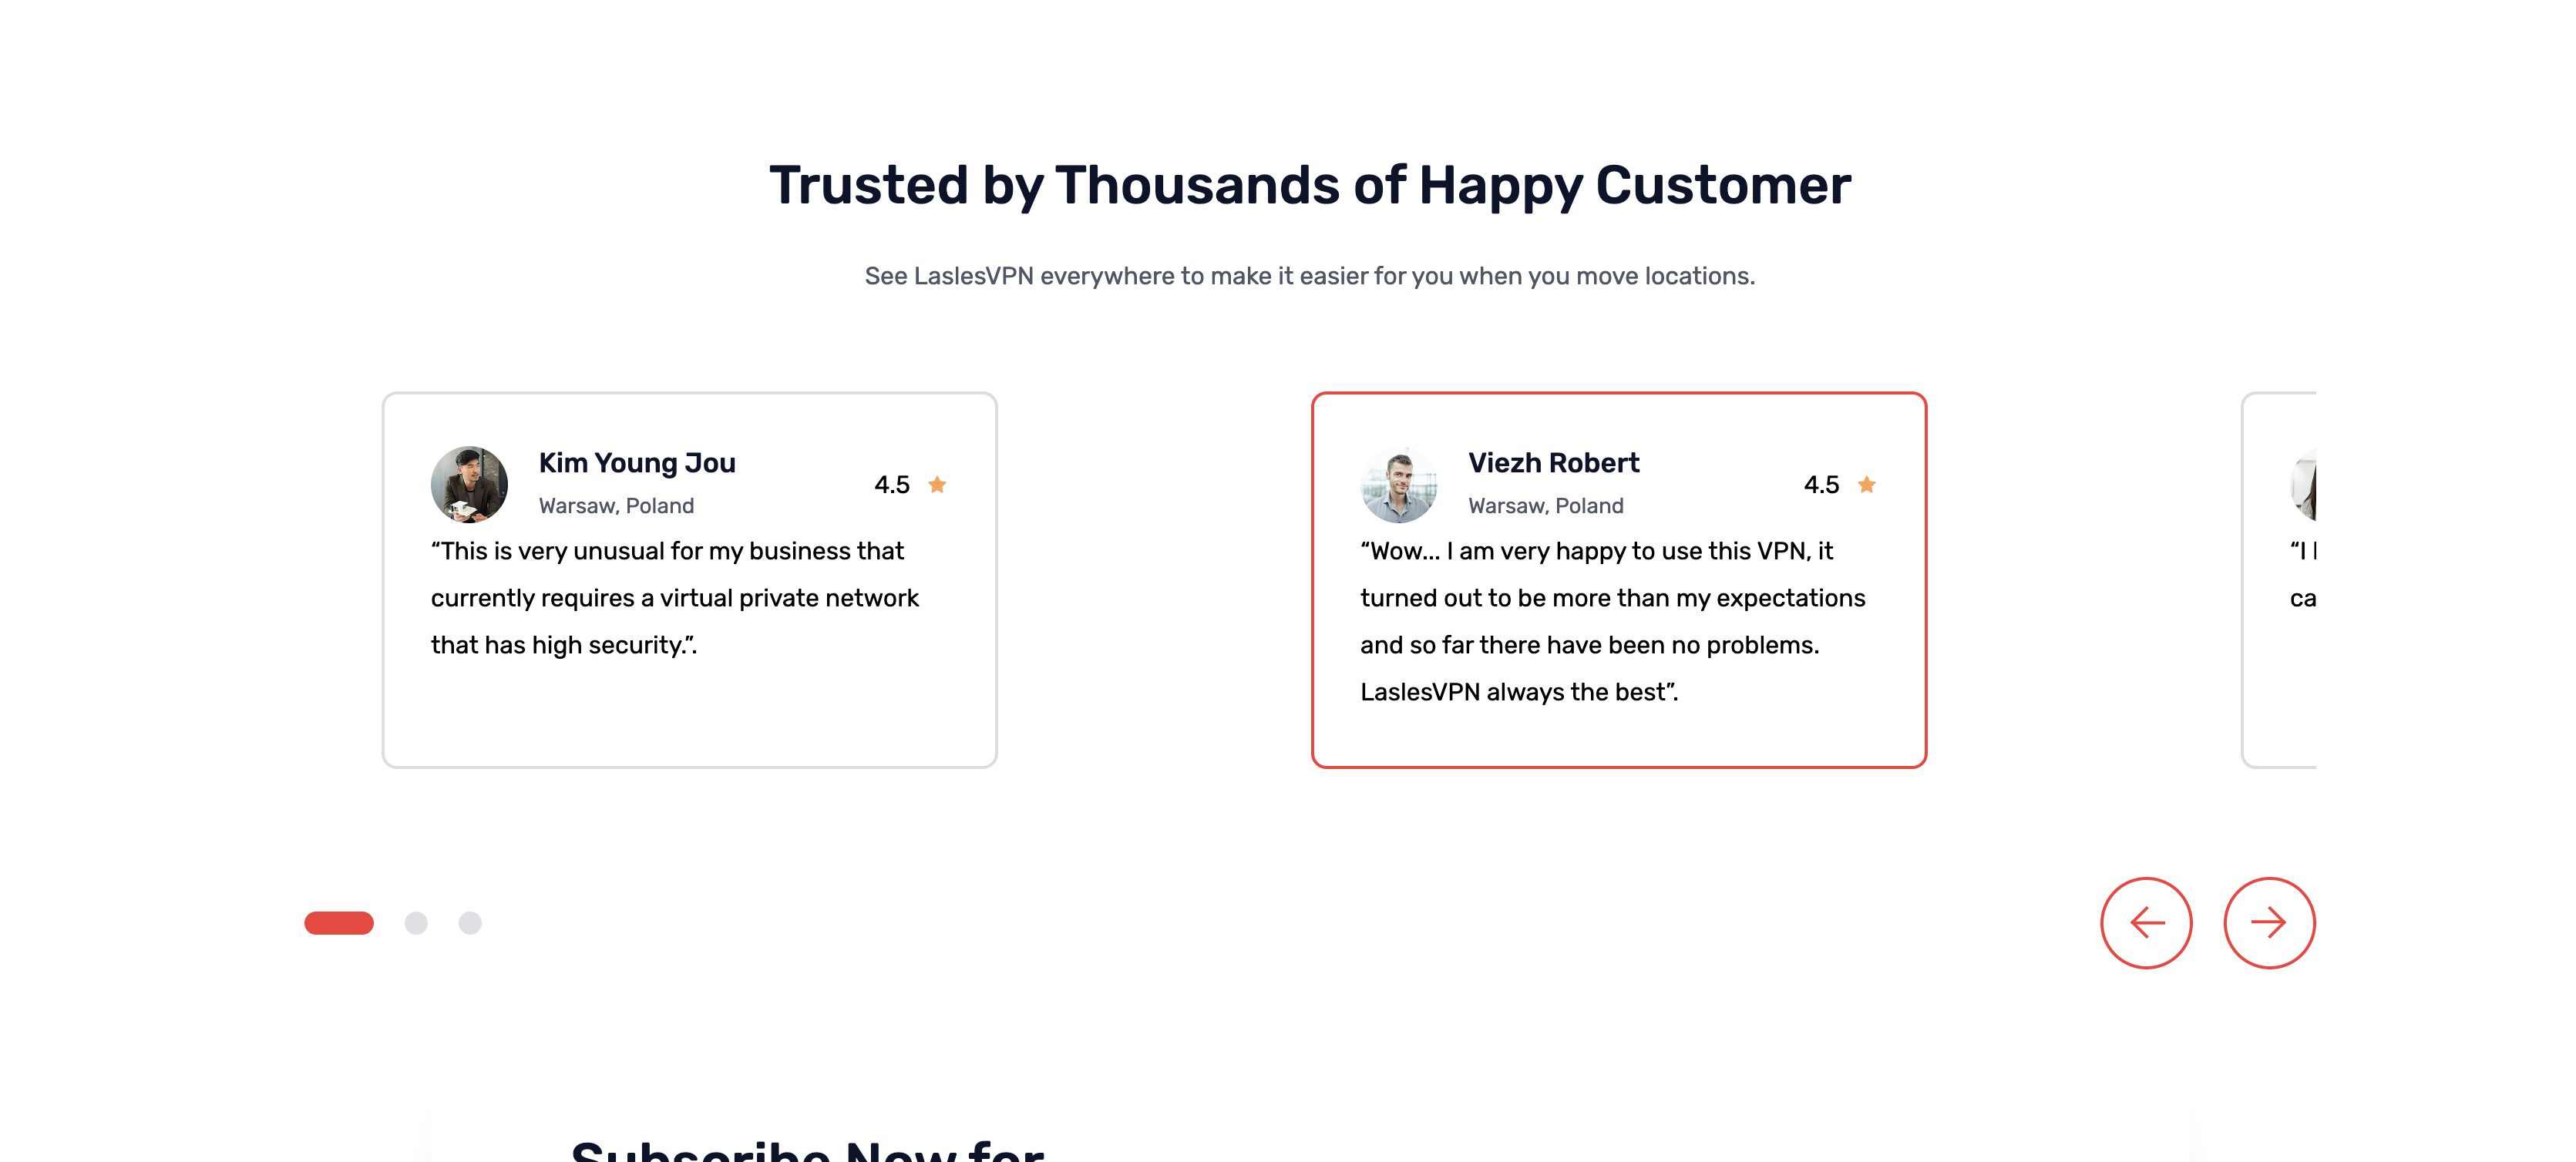 Trusted by Thousands of Happy Customer
See LaslesVPN everywhere to make it easier for you when you move locations.
Kim Young Jou
Warsaw, Poland
4.5
“This is very unusual for my business that
currently requires a virtual private network
that has high security.”.
Viezh Robert
Warsaw, Poland
4.5
“Wow... I am very happy to use this VPN, it
turned out to be more than my expectations
and so far there have been no problems.
LaslesVPN always the best”.
“I
ca
Subscribe Now for